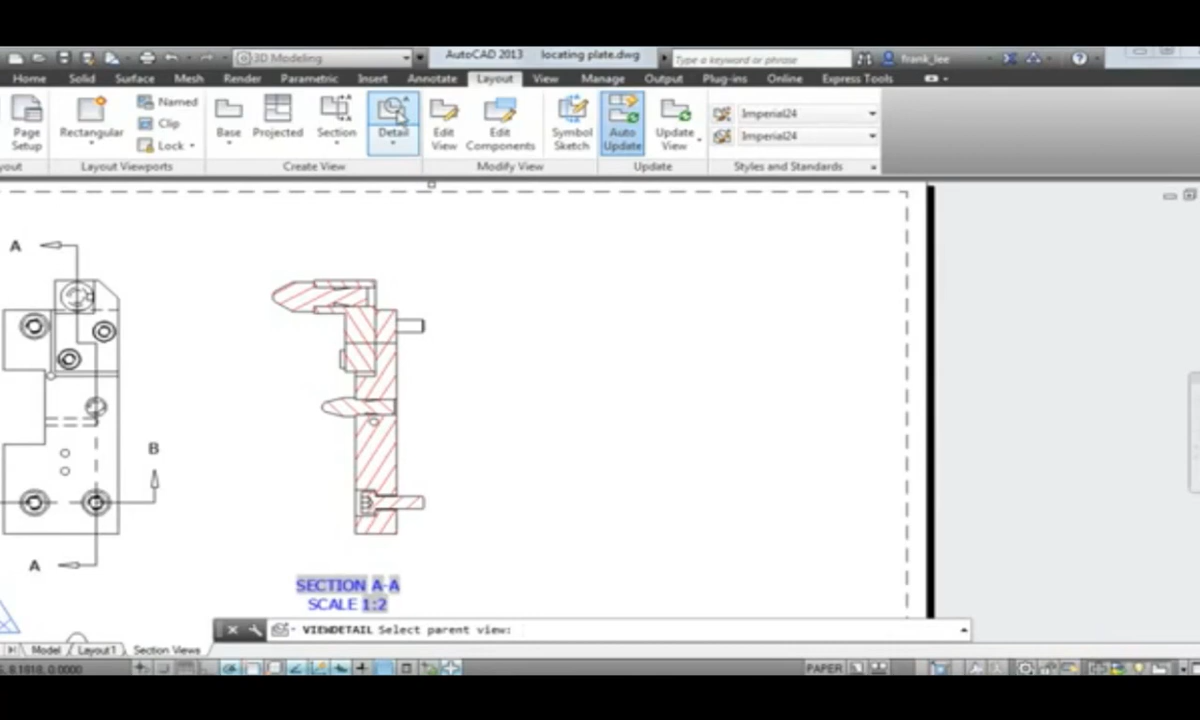 3D Modeling AutoCAD 2013 locating plate.dwg Type a keyword or phrase frank_lee
Home Solid Surface Mesh Render Parametric Insert Annotate Layout View Manage Output Plug-ins Online Express Tools
Page Setup Rectangular Named Clip Lock Base Projected Section Detail Edit View Edit Components Symbol Sketch Auto Update Update View Imperial24 Imperial24
Layout Viewports Create View Modify View Update Styles and Standards
A
B
A
SECTION A-A
SCALE 1:2
VIEWDETAIL Select parent view:
Model Layout1 Section Views
PAPER